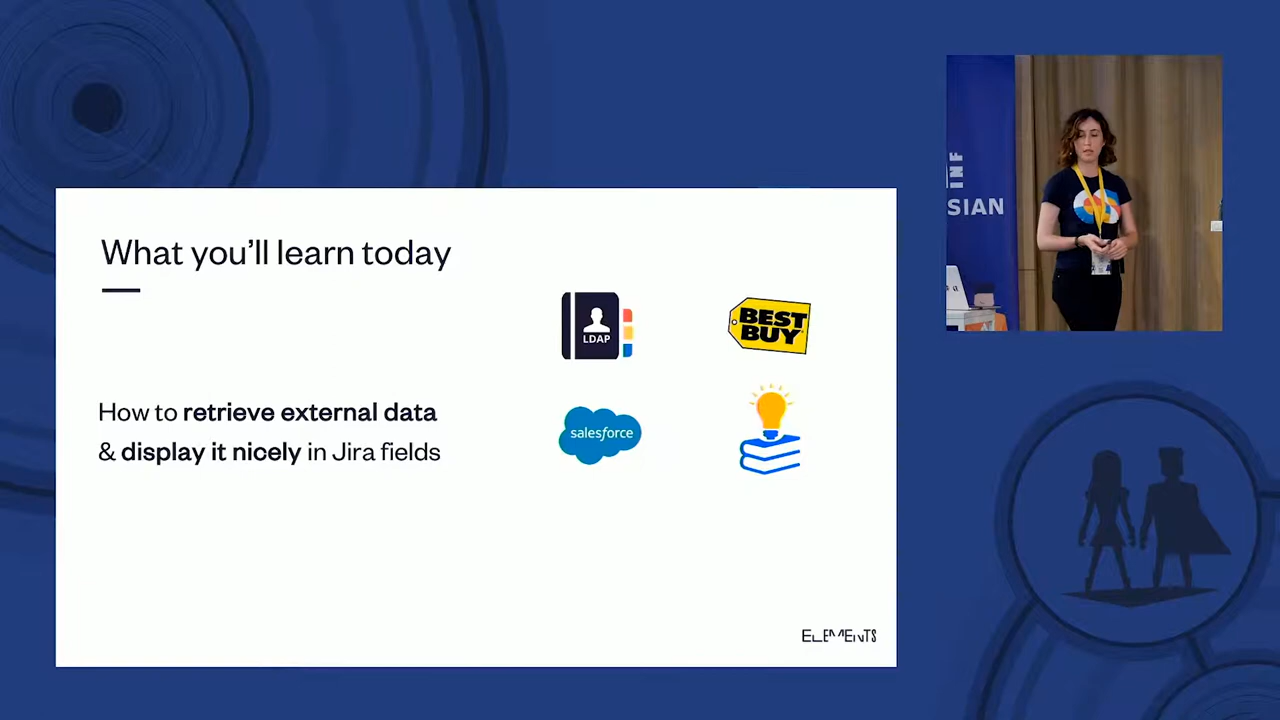 What you'll learn today
LDAP
BEST
BUY
How to retrieve external data
& display it nicely in Jira fields
salesforce
ELEMENTS
INF
SIAN